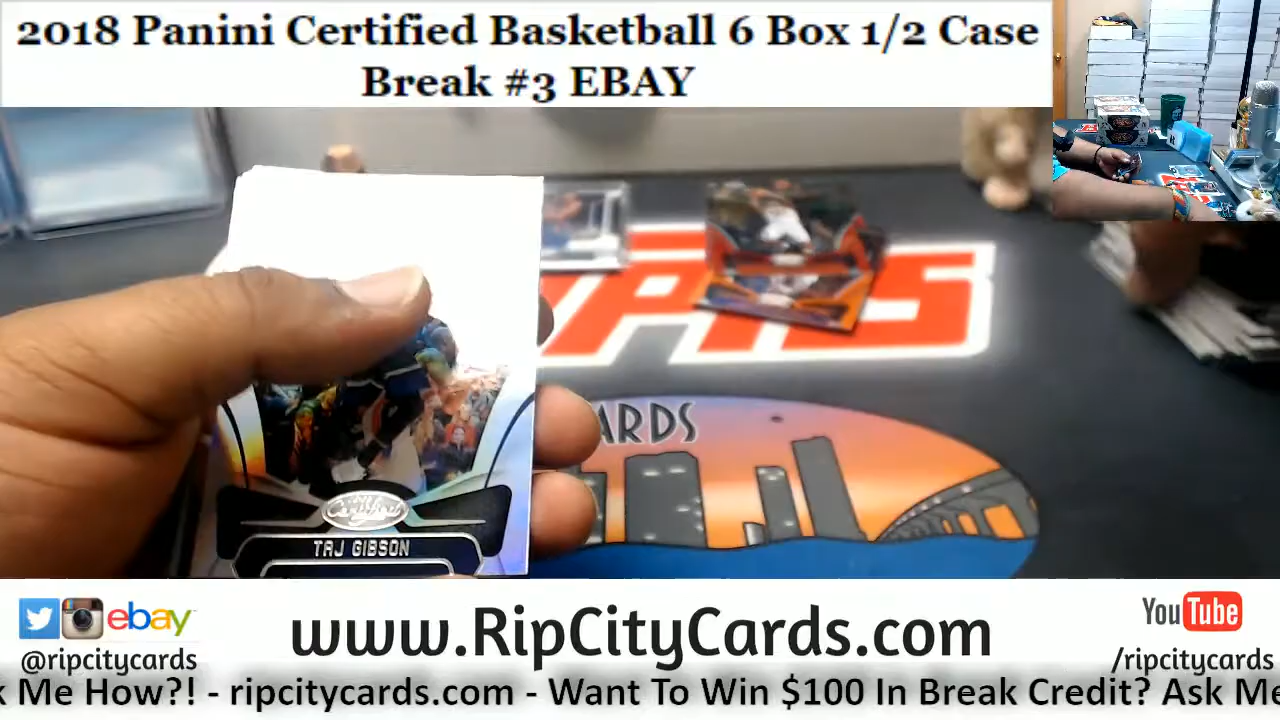 2018 Panini Certified Basketball 6 Box 1/2 Case
Break #3 EBAY
ARDS
Certified
TAJ GIBSON
ebay
@ripcitycards
www.RipCityCards.com
YouTube
/ripcitycards
k Me How?! - ripcitycards.com - Want To Win $100 In Break Credit? Ask Me